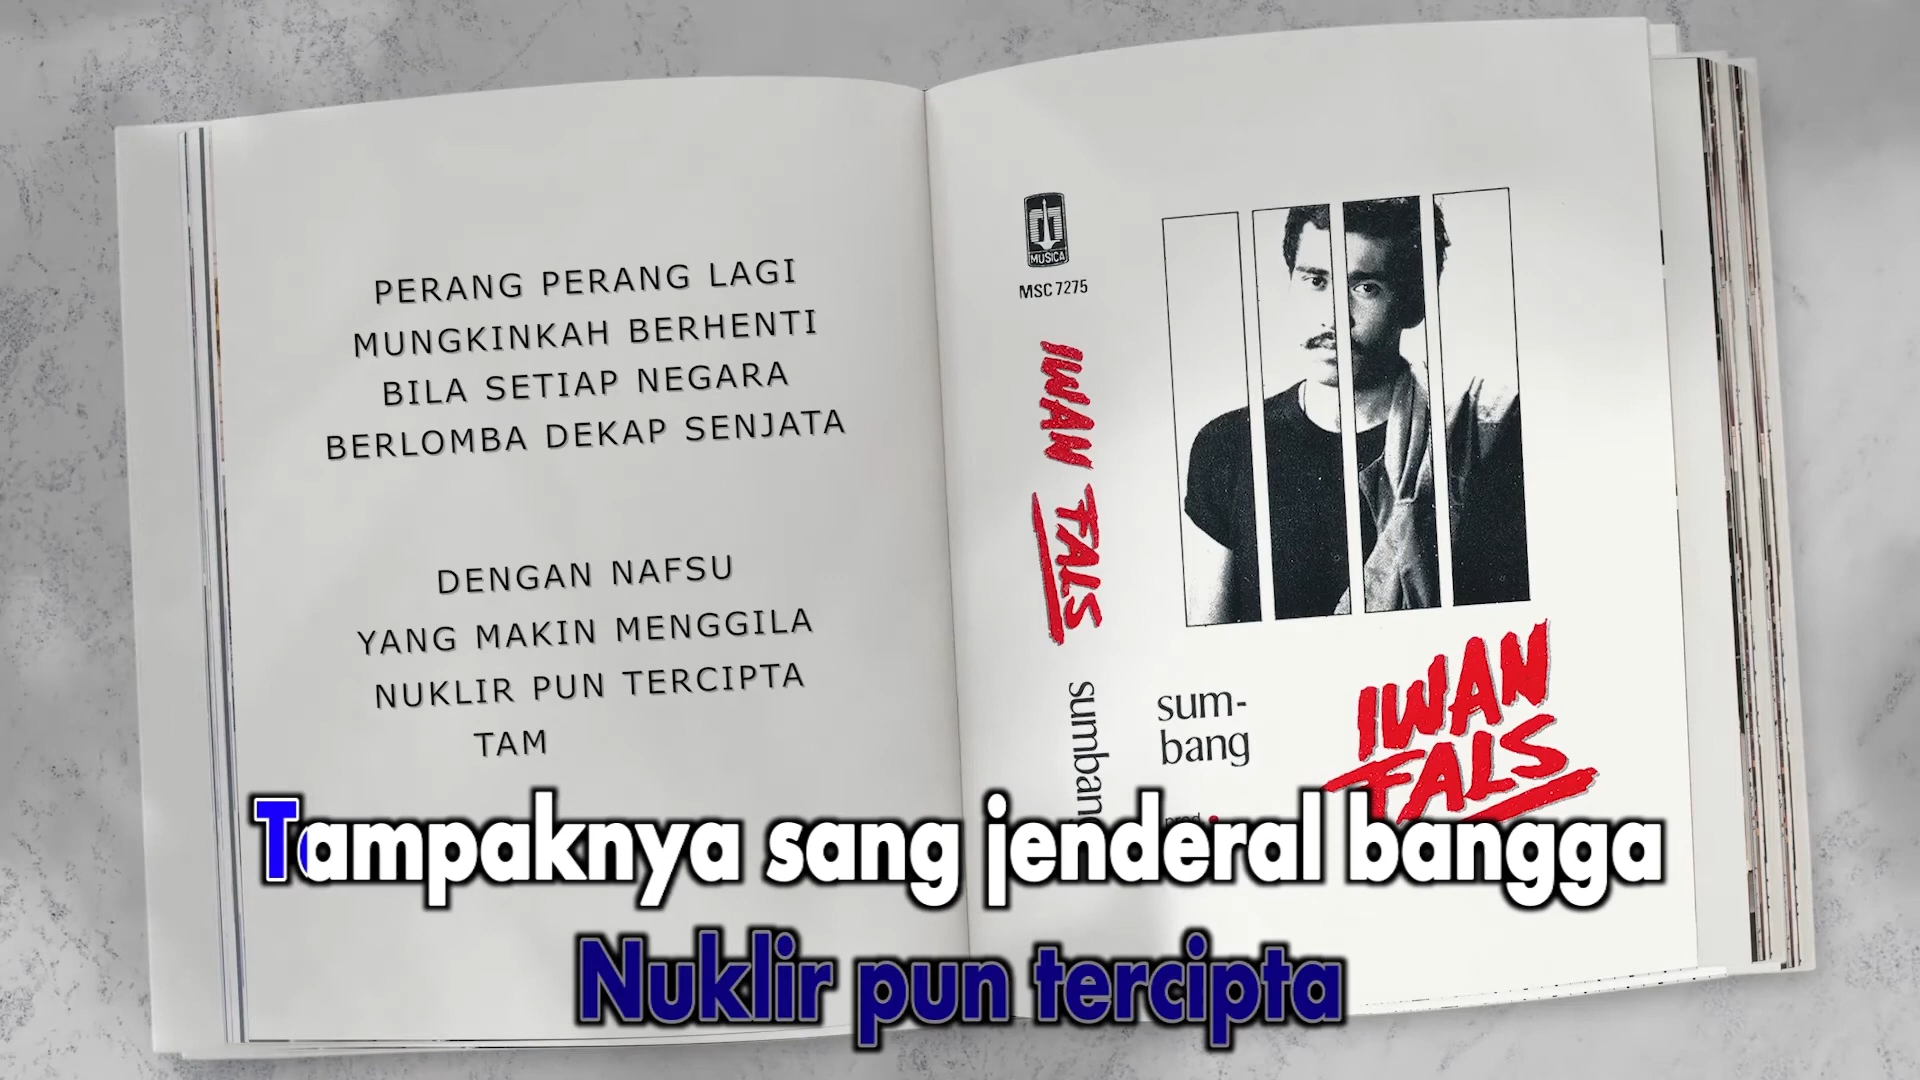 PERANG PERANG LAGI
MUNGKINKAH BERHENTI
BILA SETIAP NEGARA
BERLOMBA DEKAP SENJATA
DENGAN NAFSU
YANG MAKIN MENGGILA
NUKLIR PUN TERCIPTA
TAM
MUSICA
MSC 7275
IWAN FALS
sumbang
sum-
bang
IWAN
FALS
prod.
Tampaknya sang jenderal bangga
Nuklir pun tercipta